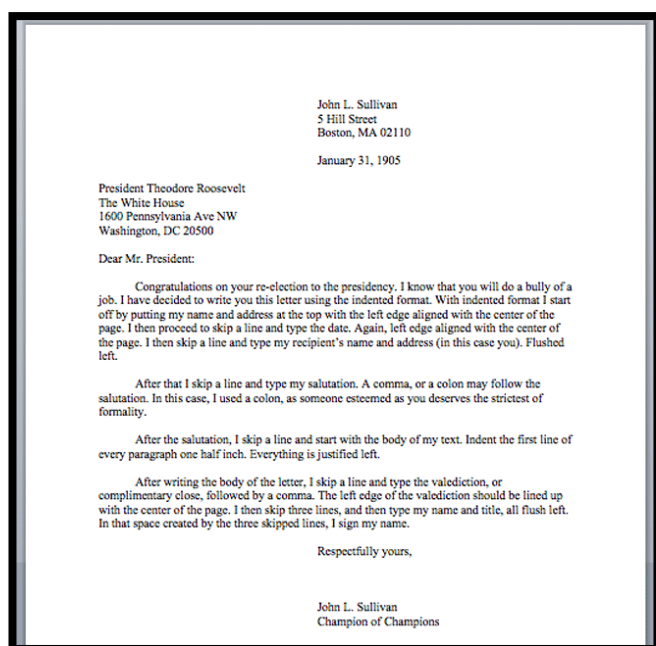 John L. Sullivan
5 Hill Street
Boston, MA 02110
January 31, 1905
President Theodore Roosevelt
The White House
1600 Pennsylvania Ave NW
Washington, DC 20500
Dear Mr. President:
Congratulations on your re-election to the presidency. I know that you will do a bully of a
job. I have decided to write you this letter using the indented format. With indented format I start
off by putting my name and address at the top with the left edge aligned with the center of the
page. I then proceed to skip a line and type the date. Again, left edge aligned with the center of
the page. I then skip a line and type my recipient's name and address (in this case you). Flushed
left.
After that I skip a line and type my salutation. A comma, or a colon may follow the
salutation. In this case, I used a colon, as someone esteemed as you deserves the strictest of
formality.
After the salutation, I skip a line and start with the body of my text. Indent the first line of
every paragraph one half inch. Everything is justified left.
After writing the body of the letter, I skip a line and type the valediction, or
complimentary close, followed by a comma. The left edge of the valediction should be lined up
with the center of the page. I then skip three lines, and then type my name and title, all flush left.
In that space created by the three skipped lines, I sign my name.
Respectfully yours,
John L. Sullivan
Champion of Champions